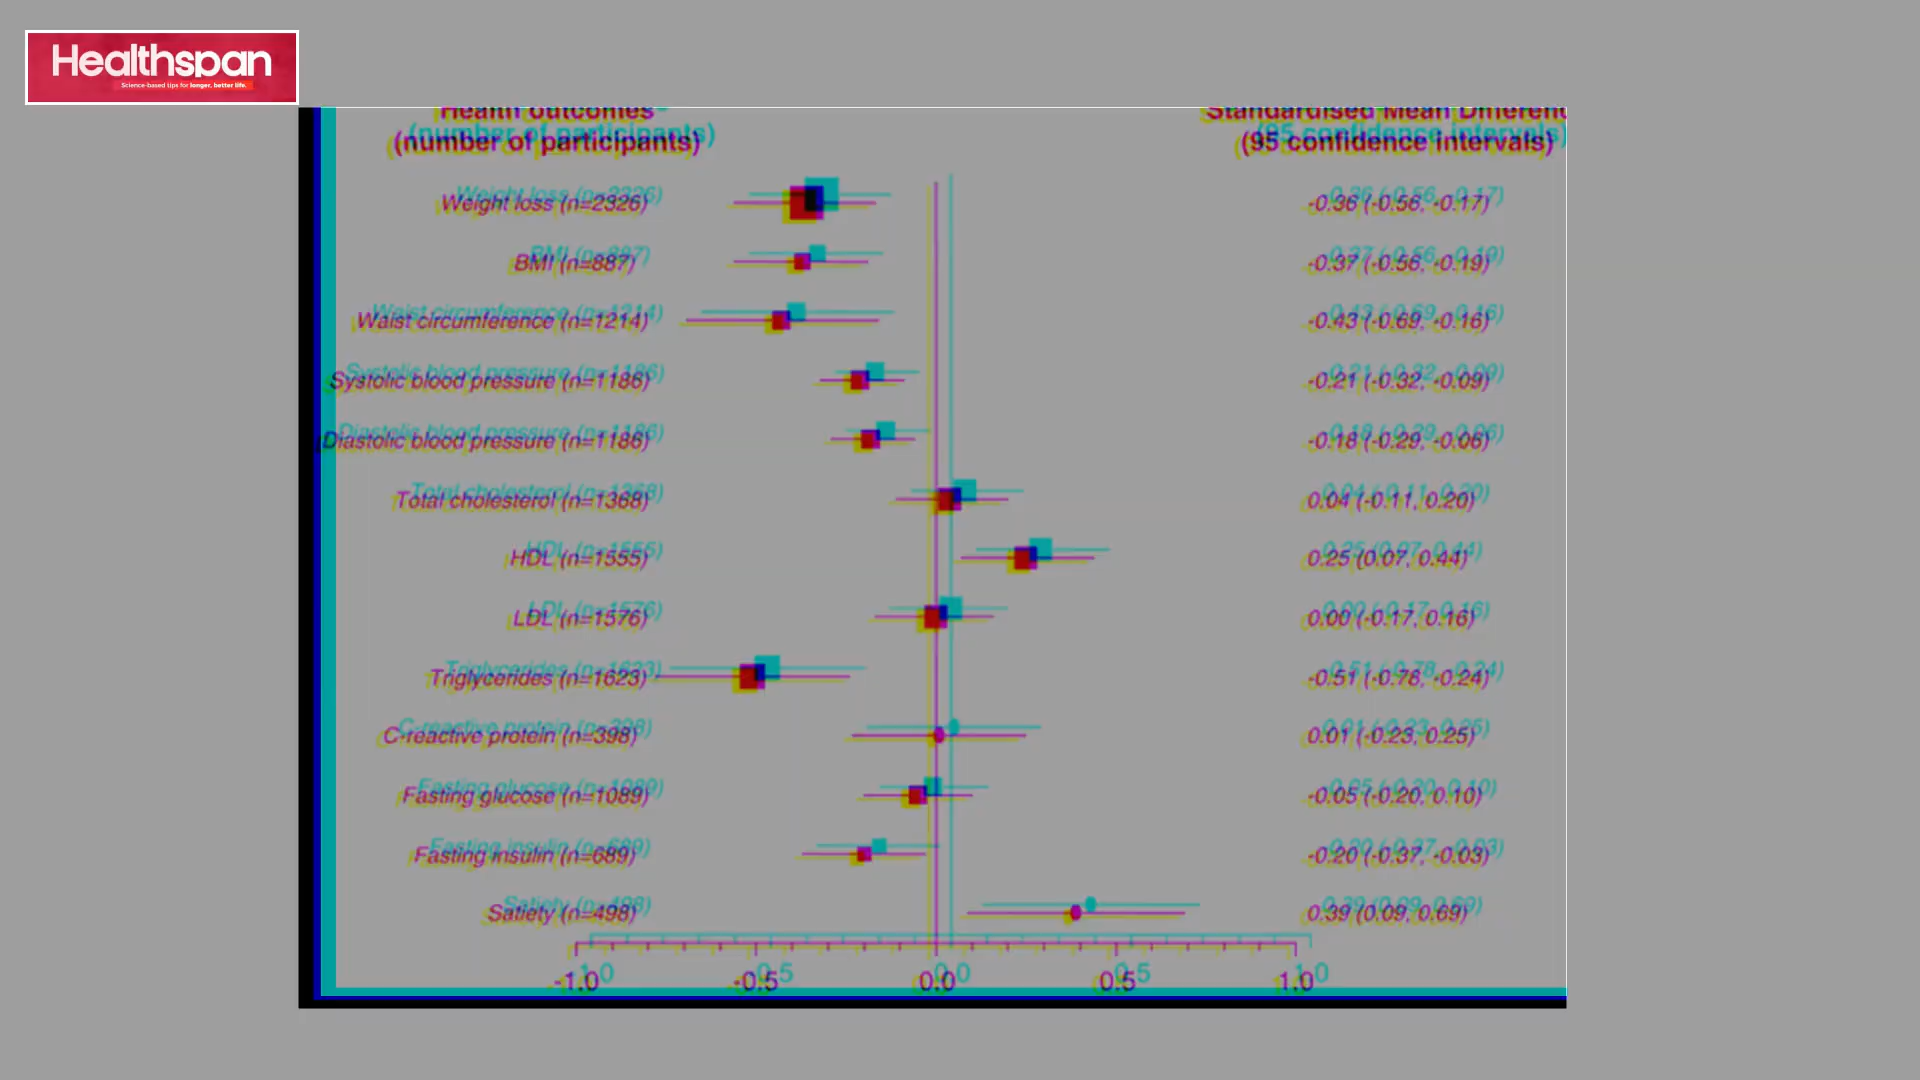 Healthspan
Science-based tips for longer, better life.
Health outcomes
(number of participants)
Standardised Mean Different
(95 confidence intervals)
Weight loss (n=2326) -0.36 (-0.56, -0.17)
BMI (n=887) -0.37 (-0.56, -0.19)
Waist circumference (n=1214) -0.43 (-0.69, -0.16)
Systolic blood pressure (n=1186) -0.21 (-0.32, -0.09)
Diastolic blood pressure (n=1186) -0.18 (-0.29, -0.06)
Total cholesterol (n=1368) 0.04 (-0.11, 0.20)
HDL (n=1555) 0.25 (0.07, 0.44)
LDL (n=1576) 0.00 (-0.17, 0.16)
Triglycerides (n=1623) -0.51 (-0.78, -0.24)
C-reactive protein (n=398) 0.01 (-0.23, 0.25)
Fasting glucose (n=1089) -0.05 (-0.20, 0.10)
Fasting insulin (n=689) -0.20 (-0.37, -0.03)
Satiety (n=498) 0.39 (0.09, 0.69)
-1.0 -0.5 0.0 0.5 1.0